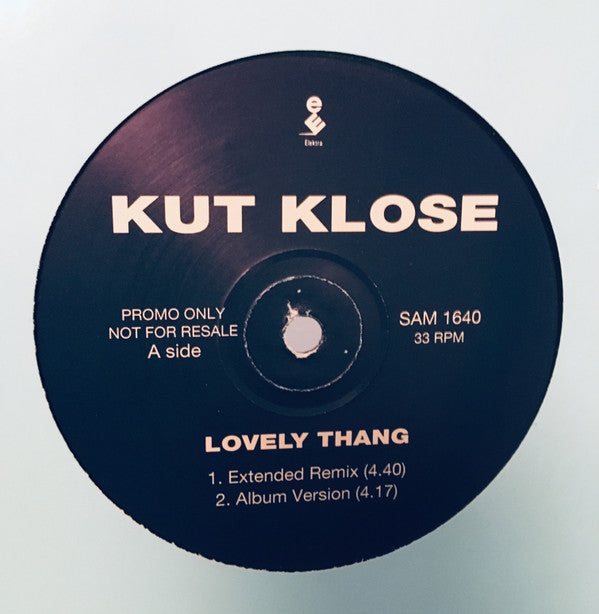 Elektra
KUT KLOSE
PROMO ONLY
NOT FOR RESALE
A side
SAM 1640
33 RPM
LOVELY THANG
1. Extended Remix (4.40)
2. Album Version (4.17)